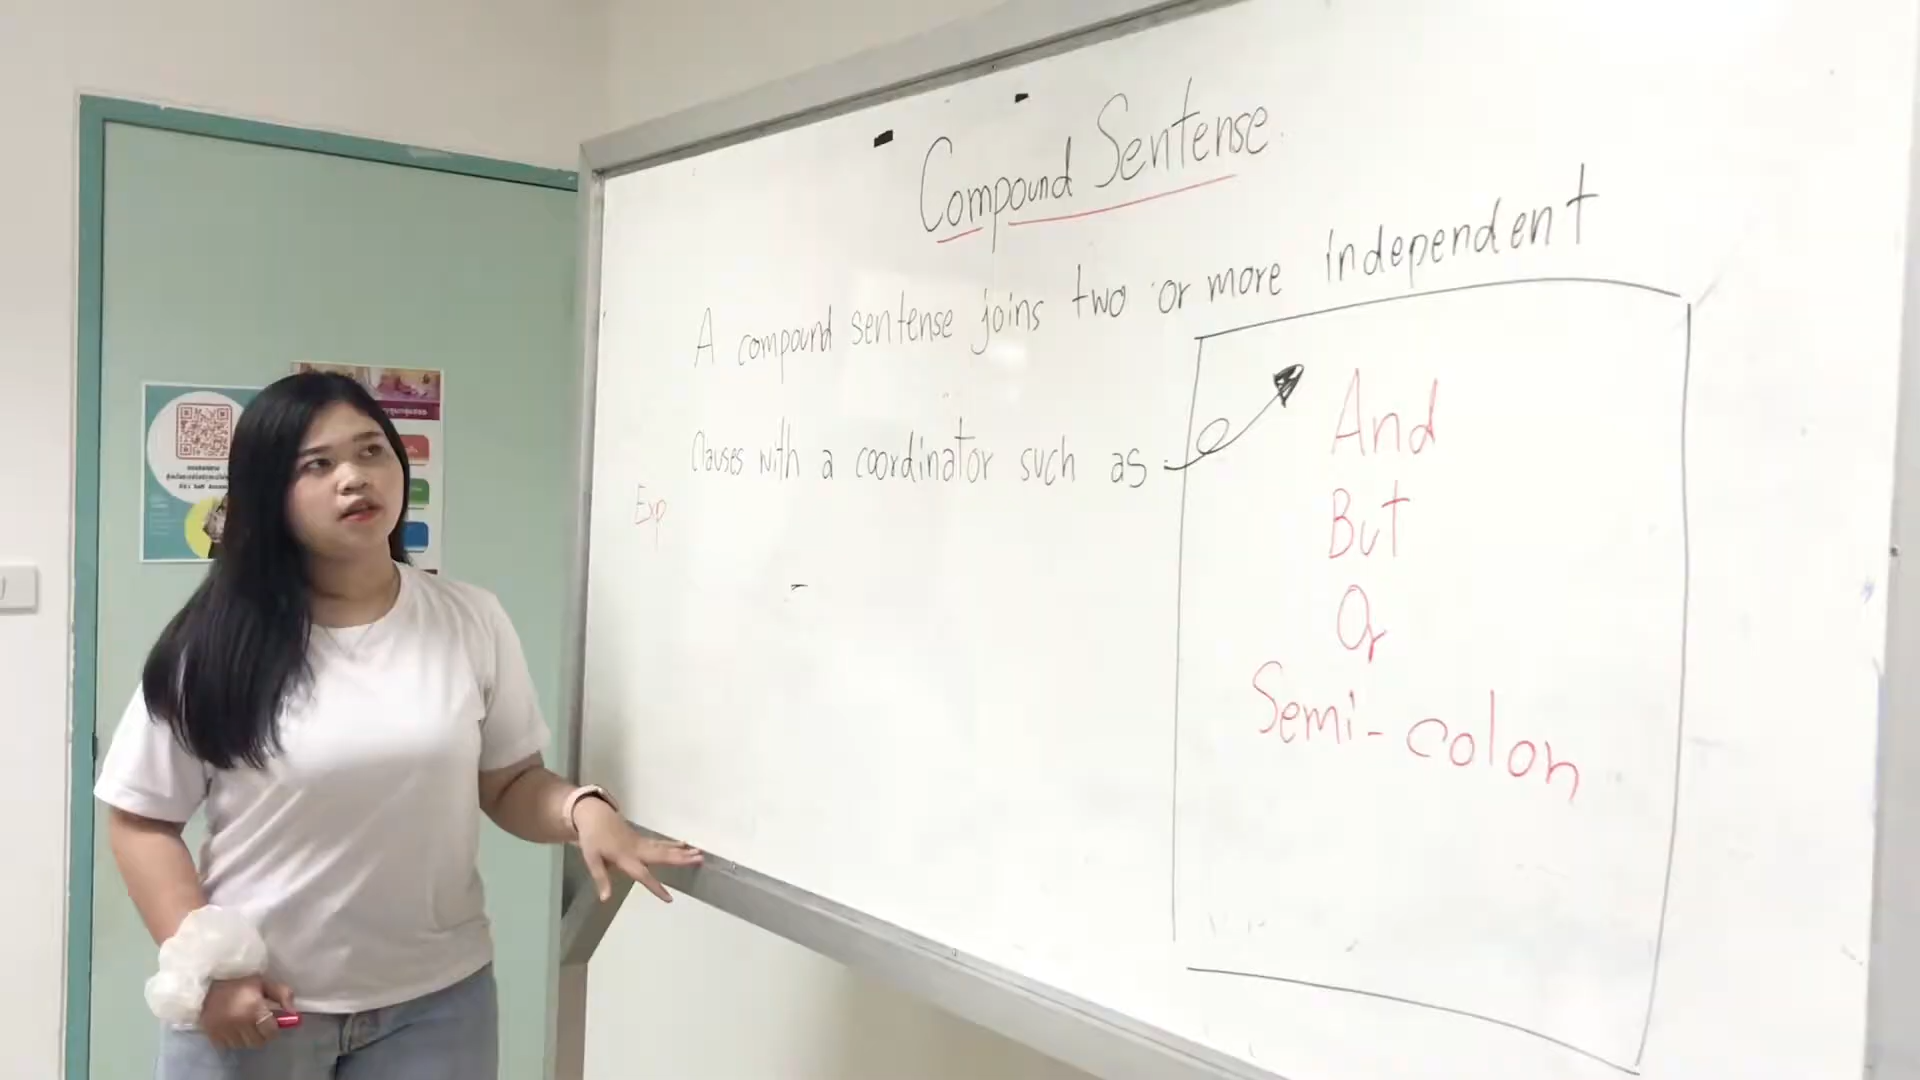 Compound Sentense
A compound sentense joins two or more independent
Clauses with a coordinator such as
And
But
Or
Semi-colon
Exp